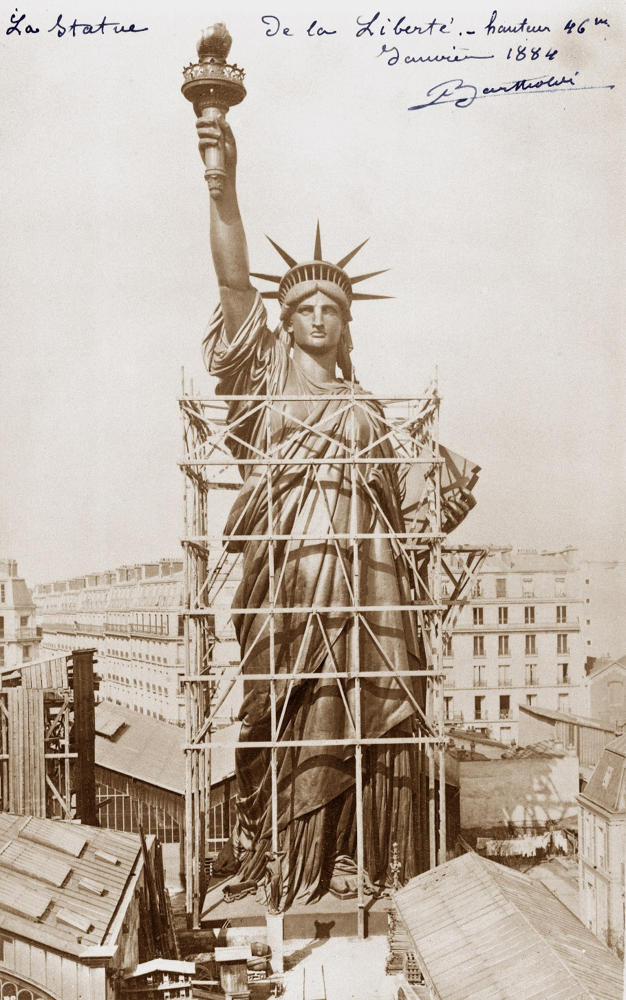 La Statue De la Liberté. - hauteur 46m
Janvier 1884
Bartholdi